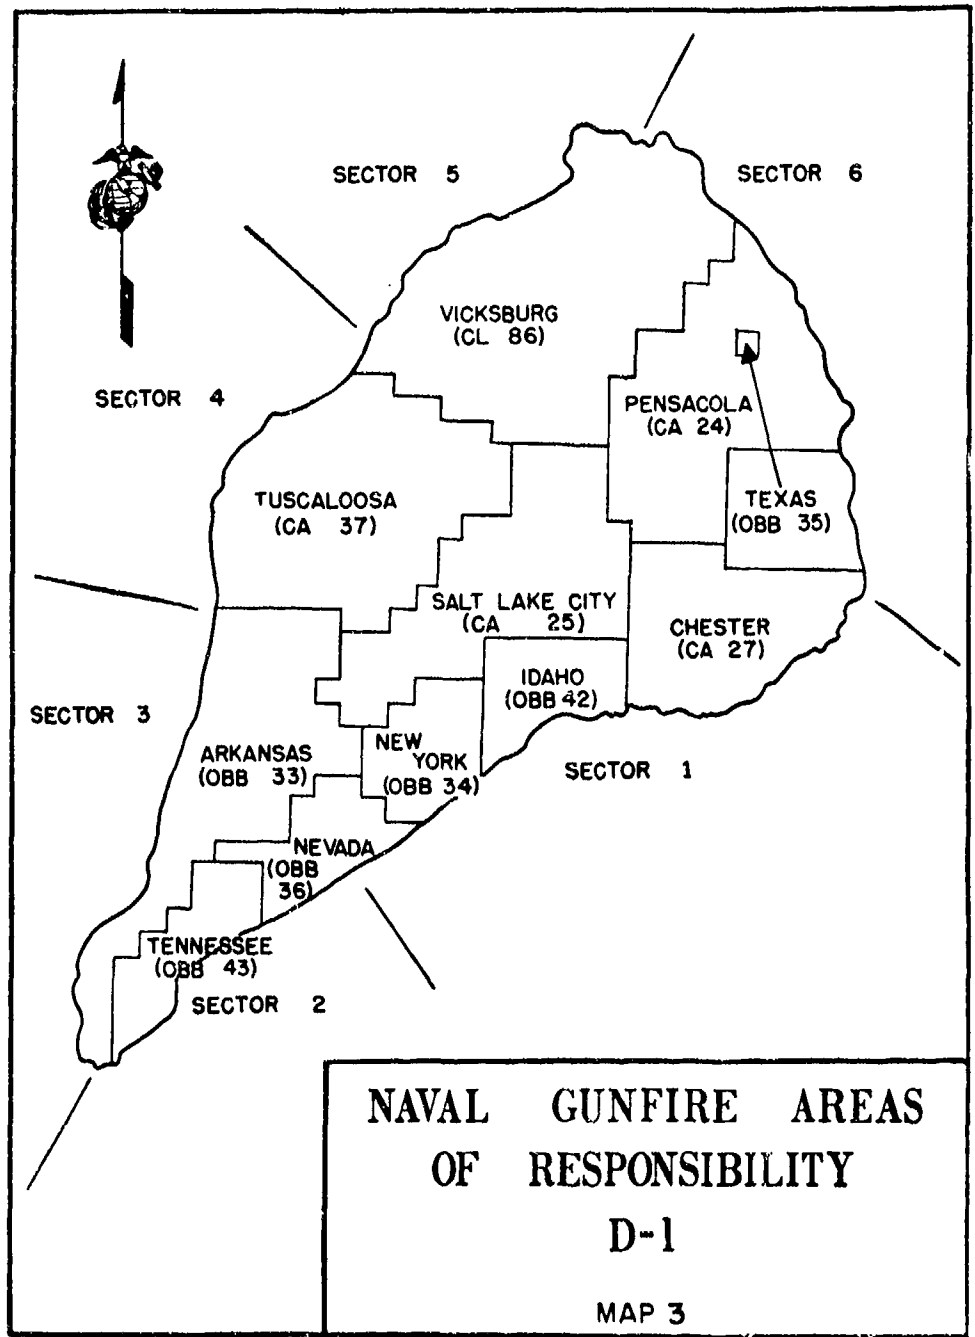 SECTOR 5
SECTOR 6
VICKSBURG
(CL 86)
SECTOR 4
PENSACOLA
(CA 24)
TUSCALOOSA
(CA 37)
TEXAS
(OBB 35)
SALT LAKE CITY
(CA 25)
CHESTER
(CA 27)
IDAHO
(OBB 42)
SECTOR 3
NEW
YORK
(OBB 34)
ARKANSAS
(OBB 33)
SECTOR 1
NEVADA
(OBB
36)
TENNESSEE
(OBB 43)
SECTOR 2
NAVAL GUNFIRE AREAS
OF RESPONSIBILITY
D-1
MAP 3